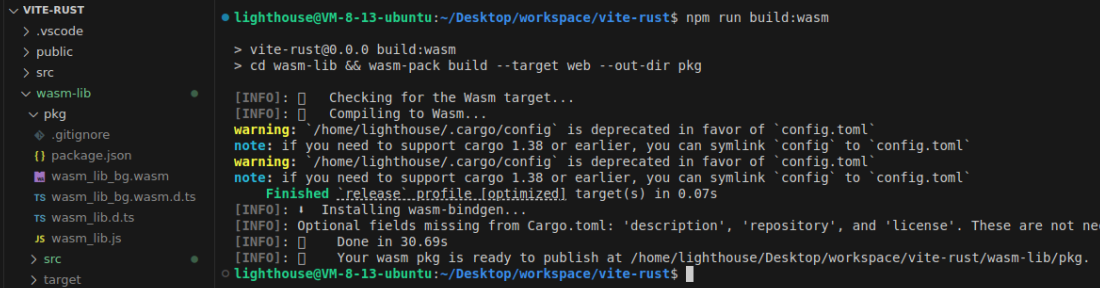 VITE-RUST
.vscode
public
src
wasm-lib
pkg
.gitignore
{} package.json
wasm_lib_bg.wasm
TS wasm_lib_bg.wasm.d.ts
TS wasm_lib.d.ts
JS wasm_lib.js
src
target
lighthouse@VM-8-13-ubuntu:~/Desktop/workspace/vite-rust$ npm run build:wasm
> vite-rust@0.0.0 build:wasm
> cd wasm-lib && wasm-pack build --target web --out-dir pkg
[INFO]: Checking for the Wasm target...
[INFO]: Compiling to Wasm...
warning: `/home/lighthouse/.cargo/config` is deprecated in favor of `config.toml`
note: if you need to support cargo 1.38 or earlier, you can symlink `config` to `config.toml`
warning: `/home/lighthouse/.cargo/config` is deprecated in favor of `config.toml`
note: if you need to support cargo 1.38 or earlier, you can symlink `config` to `config.toml`
Finished `release` profile [optimized] target(s) in 0.07s
[INFO]: ⬇ Installing wasm-bindgen...
[INFO]: Optional fields missing from Cargo.toml: 'description', 'repository', and 'license'. These are not nec
[INFO]: Done in 30.69s
[INFO]: Your wasm pkg is ready to publish at /home/lighthouse/Desktop/workspace/vite-rust/wasm-lib/pkg.
lighthouse@VM-8-13-ubuntu:~/Desktop/workspace/vite-rust$